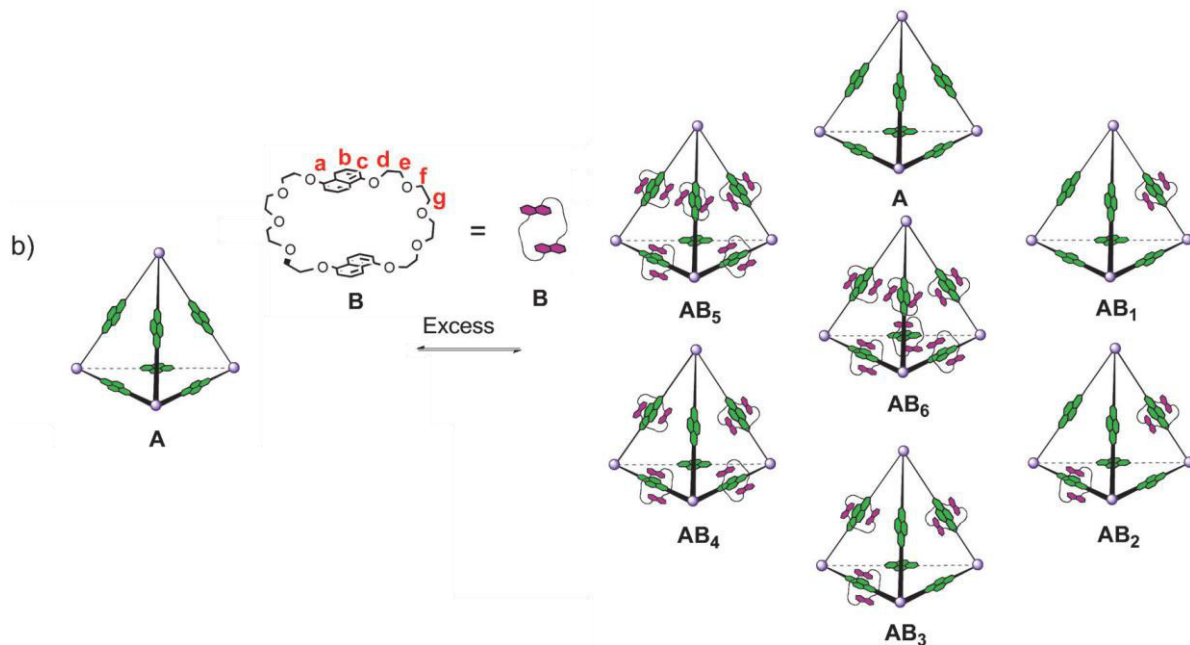 b)
A
a b c d e
f
g
O O O O O
O O O O O
B
=
B
Excess
A
AB5
AB1
AB6
AB4
AB2
AB3